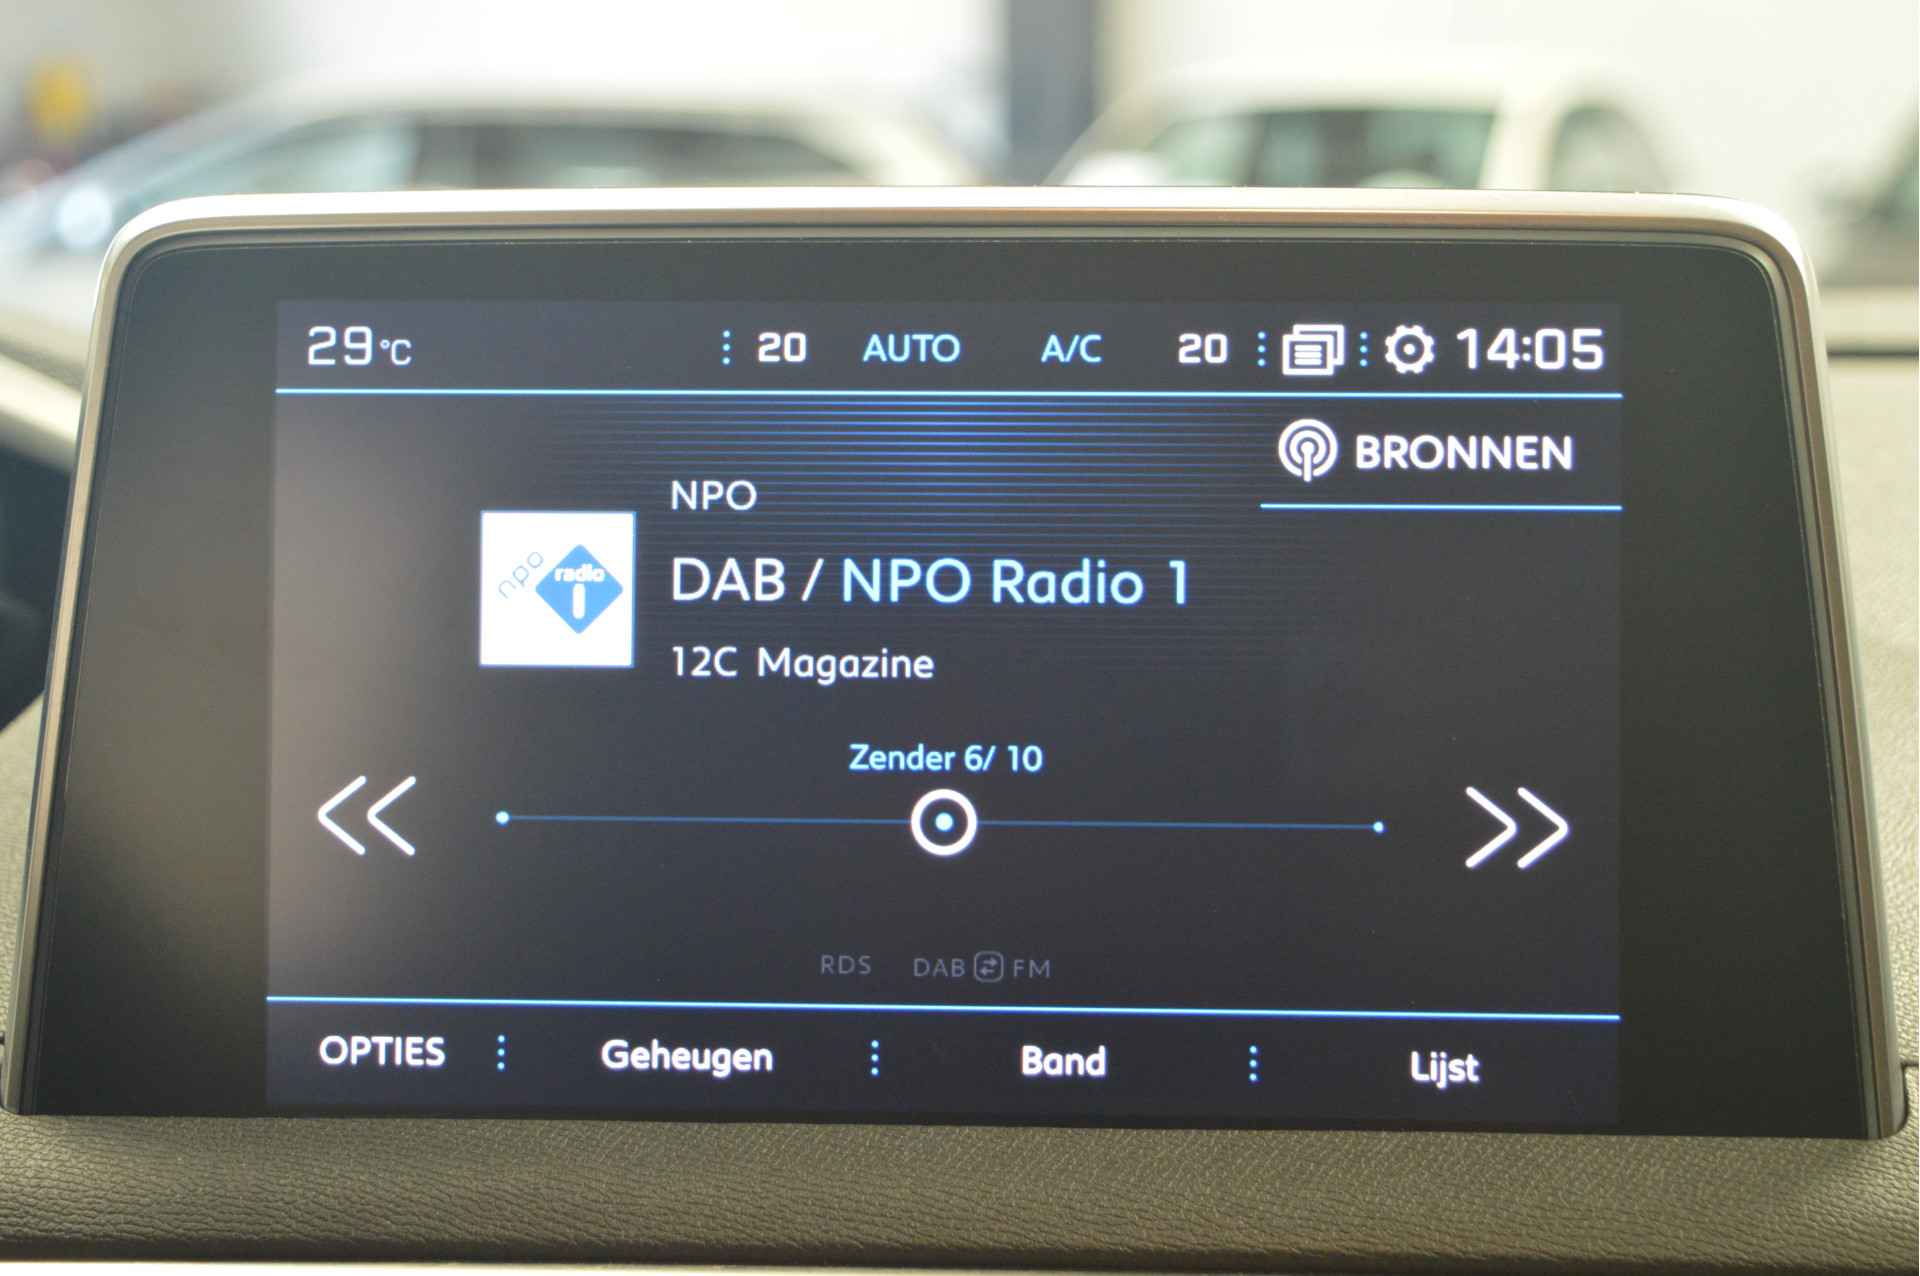 29°C 20 AUTO A/C 20 14:05
BRONNEN
NPO
npo radio 1
DAB / NPO Radio 1
12C Magazine
Zender 6/ 10
RDS DAB FM
OPTIES Geheugen Band Lijst